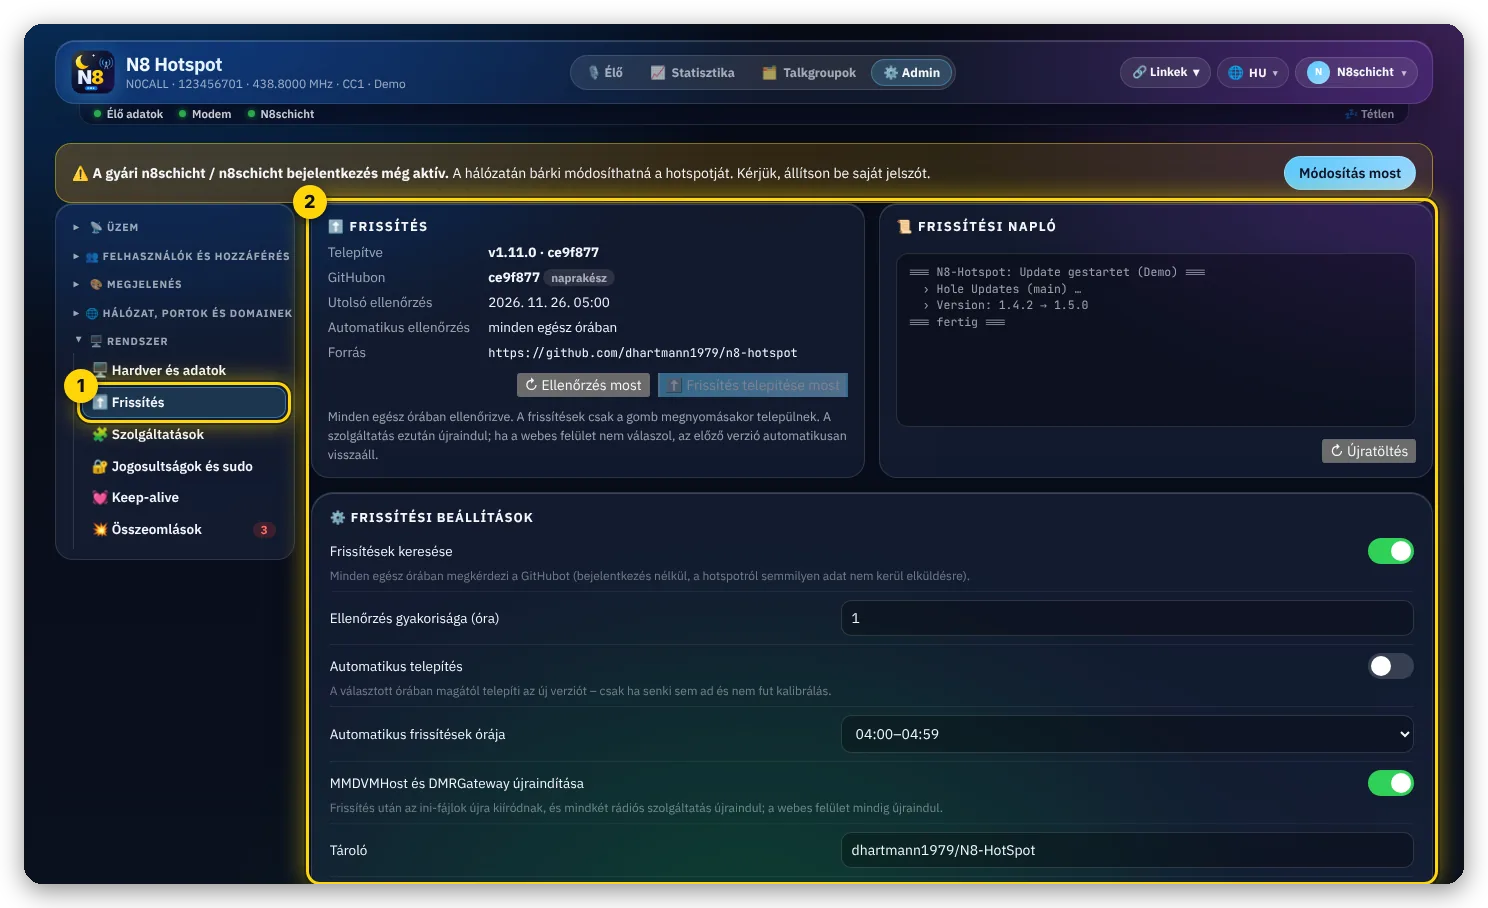 N8 Hotspot
N0CALL · 123456701 · 438.8000 MHz · CC1 · Demo
Élő
Statisztika
Talkgroupok
Admin
Linkek ▾
HU ▾
N
N8schicht ▾
Élő adatok
Modem
N8schicht
Tétlen
A gyári n8schicht / n8schicht bejelentkezés még aktív. A hálózatán bárki módosíthatná a hotspotját. Kérjük, állítson be saját jelszót.
Módosítás most
1
2
ÜZEM
FELHASZNÁLÓK ÉS HOZZÁFÉRÉS
MEGJELENÉS
HÁLÓZAT, PORTOK ÉS DOMAINEK
RENDSZER
Hardver és adatok
Frissítés
Szolgáltatások
Jogosultságok és sudo
Keep-alive
Összeomlások 3
FRISSÍTÉS
Telepítve v1.11.0 · ce9f877
GitHubon ce9f877 naprakész
Utolsó ellenőrzés 2026. 11. 26. 05:00
Automatikus ellenőrzés minden egész órában
Forrás https://github.com/dhartmann1979/n8-hotspot
↻ Ellenőrzés most
Frissítés telepítése most
Minden egész órában ellenőrizve. A frissítések csak a gomb megnyomásakor települnek. A
szolgáltatás ezután újraindul; ha a webes felület nem válaszol, az előző verzió automatikusan
visszaáll.
FRISSÍTÉSI NAPLÓ
═══ N8-Hotspot: Update gestartet (Demo) ═══
› Hole Updates (main) …
› Version: 1.4.2 → 1.5.0
═══ fertig ═══
↻ Újratöltés
FRISSÍTÉSI BEÁLLÍTÁSOK
Frissítések keresése
Minden egész órában megkérdezi a GitHubot (bejelentkezés nélkül, a hotspotról semmilyen adat nem kerül elküldésre).
Ellenőrzés gyakorisága (óra) 1
Automatikus telepítés
A választott órában magától telepíti az új verziót – csak ha senki sem ad és nem fut kalibrálás.
Automatikus frissítések órája 04:00–04:59
MMDVMHost és DMRGateway újraindítása
Frissítés után az ini-fájlok újra kiíródnak, és mindkét rádiós szolgáltatás újraindul; a webes felület mindig újraindul.
Tároló dhartmann1979/N8-HotSpot